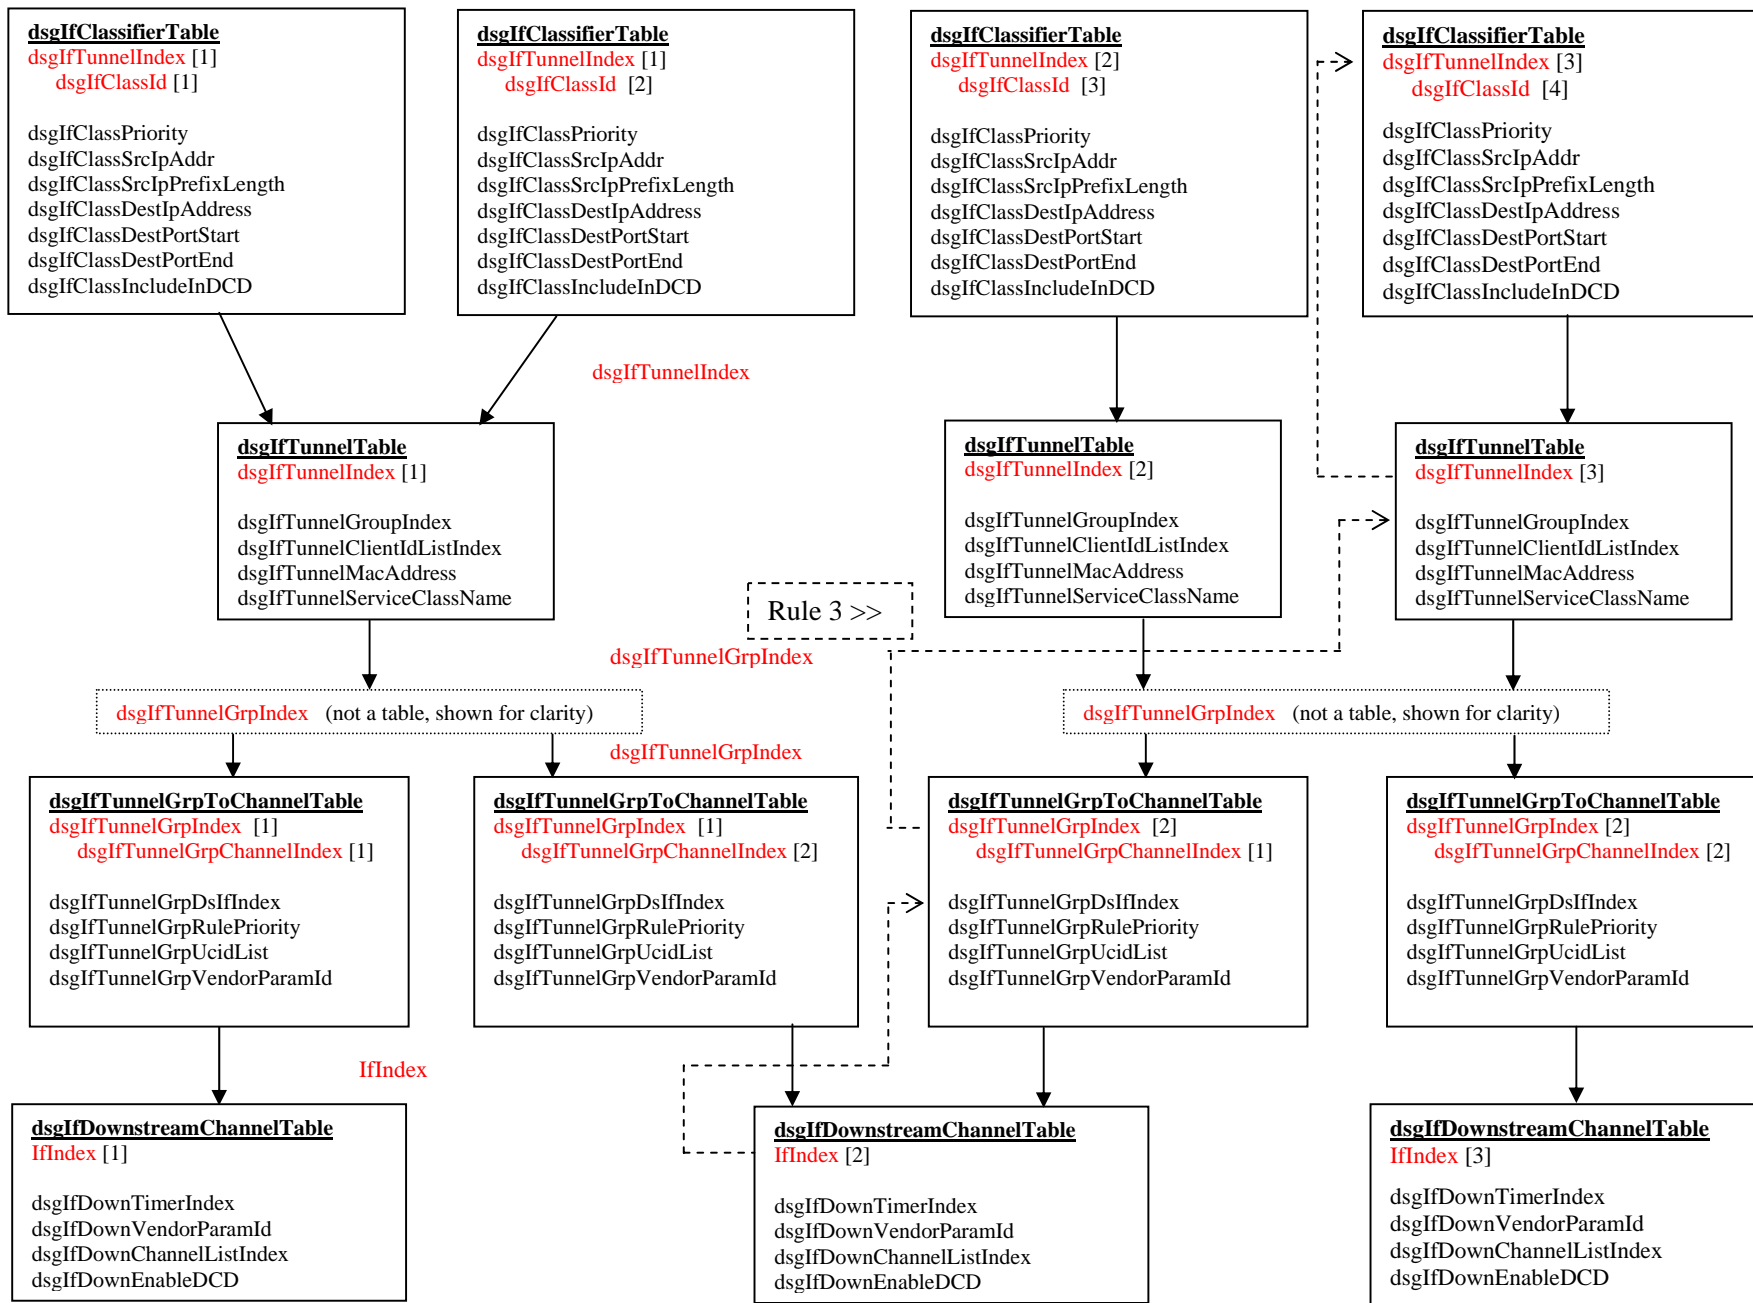 dsgIfClassifierTable
dsgIfTunnelIndex [1]
dsgIfClassId [1]
dsgIfClassPriority
dsgIfClassSrcIpAddr
dsgIfClassSrcIpPrefixLength
dsgIfClassDestIpAddress
dsgIfClassDestPortStart
dsgIfClassDestPortEnd
dsgIfClassIncludeInDCD
dsgIfClassifierTable
dsgIfTunnelIndex [1]
dsgIfClassId [2]
dsgIfClassPriority
dsgIfClassSrcIpAddr
dsgIfClassSrcIpPrefixLength
dsgIfClassDestIpAddress
dsgIfClassDestPortStart
dsgIfClassDestPortEnd
dsgIfClassIncludeInDCD
dsgIfClassifierTable
dsgIfTunnelIndex [2]
dsgIfClassId [3]
dsgIfClassPriority
dsgIfClassSrcIpAddr
dsgIfClassSrcIpPrefixLength
dsgIfClassDestIpAddress
dsgIfClassDestPortStart
dsgIfClassDestPortEnd
dsgIfClassIncludeInDCD
dsgIfClassifierTable
dsgIfTunnelIndex [3]
dsgIfClassId [4]
dsgIfClassPriority
dsgIfClassSrcIpAddr
dsgIfClassSrcIpPrefixLength
dsgIfClassDestIpAddress
dsgIfClassDestPortStart
dsgIfClassDestPortEnd
dsgIfClassIncludeInDCD
dsgIfTunnelIndex
dsgIfTunnelTable
dsgIfTunnelIndex [1]
dsgIfTunnelGroupIndex
dsgIfTunnelClientIdListIndex
dsgIfTunnelMacAddress
dsgIfTunnelServiceClassName
dsgIfTunnelTable
dsgIfTunnelIndex [2]
dsgIfTunnelGroupIndex
dsgIfTunnelClientIdListIndex
dsgIfTunnelMacAddress
dsgIfTunnelServiceClassName
dsgIfTunnelTable
dsgIfTunnelIndex [3]
dsgIfTunnelGroupIndex
dsgIfTunnelClientIdListIndex
dsgIfTunnelMacAddress
dsgIfTunnelServiceClassName
Rule 3 >>
dsgIfTunnelGrpIndex
dsgIfTunnelGrpIndex (not a table, shown for clarity)
dsgIfTunnelGrpIndex (not a table, shown for clarity)
dsgIfTunnelGrpIndex
dsgIfTunnelGrpToChannelTable
dsgIfTunnelGrpIndex [1]
dsgIfTunnelGrpChannelIndex [1]
dsgIfTunnelGrpDsIfIndex
dsgIfTunnelGrpRulePriority
dsgIfTunnelGrpUcidList
dsgIfTunnelGrpVendorParamId
dsgIfTunnelGrpToChannelTable
dsgIfTunnelGrpIndex [1]
dsgIfTunnelGrpChannelIndex [2]
dsgIfTunnelGrpDsIfIndex
dsgIfTunnelGrpRulePriority
dsgIfTunnelGrpUcidList
dsgIfTunnelGrpVendorParamId
dsgIfTunnelGrpToChannelTable
dsgIfTunnelGrpIndex [2]
dsgIfTunnelGrpChannelIndex [1]
dsgIfTunnelGrpDsIfIndex
dsgIfTunnelGrpRulePriority
dsgIfTunnelGrpUcidList
dsgIfTunnelGrpVendorParamId
dsgIfTunnelGrpToChannelTable
dsgIfTunnelGrpIndex [2]
dsgIfTunnelGrpChannelIndex [2]
dsgIfTunnelGrpDsIfIndex
dsgIfTunnelGrpRulePriority
dsgIfTunnelGrpUcidList
dsgIfTunnelGrpVendorParamId
IfIndex
dsgIfDownstreamChannelTable
IfIndex [1]
dsgIfDownTimerIndex
dsgIfDownVendorParamId
dsgIfDownChannelListIndex
dsgIfDownEnableDCD
dsgIfDownstreamChannelTable
IfIndex [2]
dsgIfDownTimerIndex
dsgIfDownVendorParamId
dsgIfDownChannelListIndex
dsgIfDownEnableDCD
dsgIfDownstreamChannelTable
IfIndex [3]
dsgIfDownTimerIndex
dsgIfDownVendorParamId
dsgIfDownChannelListIndex
dsgIfDownEnableDCD